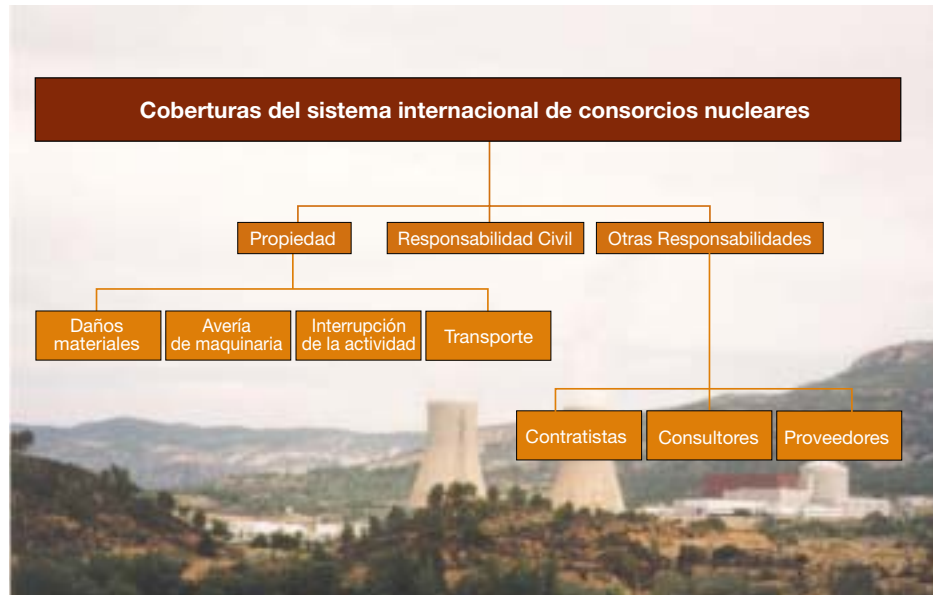 Coberturas del sistema internacional de consorcios nucleares
Propiedad
Responsabilidad Civil
Otras Responsabilidades
Daños
materiales
Avería
de maquinaria
Interrupción
de la actividad
Transporte
Contratistas
Consultores
Proveedores